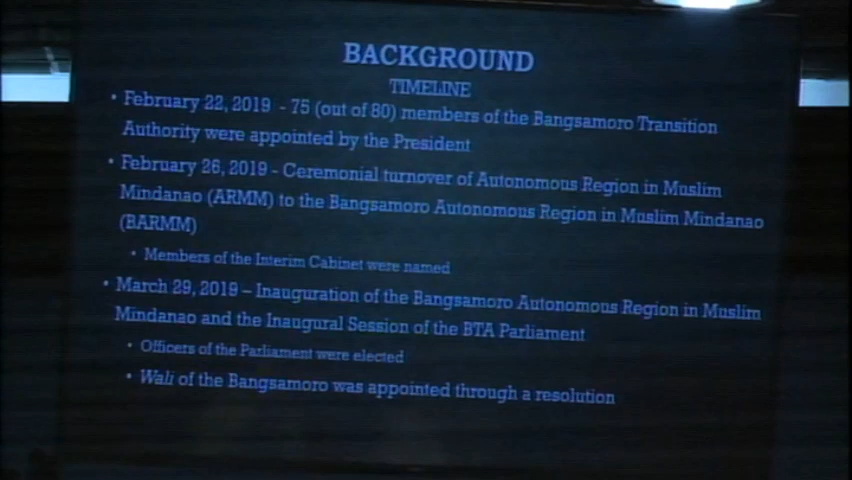 BACKGROUND
TIMELINE
• February 22, 2019 - 75 (out of 80) members of the Bangsamoro Transition
Authority were appointed by the President
• February 26, 2019 - Ceremonial turnover of Autonomous Region in Muslim
Mindanao (ARMM) to the Bangsamoro Autonomous Region in Muslim Mindanao
(BARMM)
• Members of the Interim Cabinet were named
• March 29, 2019 – Inauguration of the Bangsamoro Autonomous Region in Muslim
Mindanao and the Inaugural Session of the BTA Parliament
• Officers of the Parliament were elected
• Wali of the Bangsamoro was appointed through a resolution